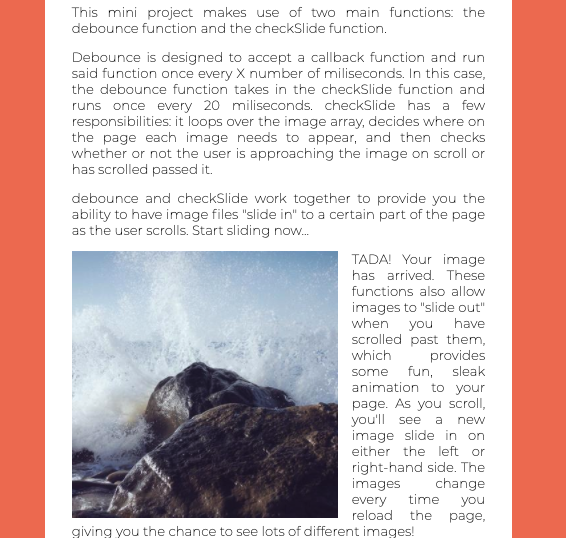 This mini project makes use of two main functions: the
debounce function and the checkSlide function.
Debounce is designed to accept a callback function and run
said function once every X number of miliseconds. In this case,
the debounce function takes in the checkSlide function and
runs once every 20 miliseconds. checkSlide has a few
responsibilities: it loops over the image array, decides where on
the page each image needs to appear, and then checks
whether or not the user is approaching the image on scroll or
has scrolled passed it.
debounce and checkSlide work together to provide you the
ability to have image files "slide in" to a certain part of the page
as the user scrolls. Start sliding now...
TADA! Your image
has arrived. These
functions also allow
images to "slide out"
when you have
scrolled past them,
which provides
some fun, sleak
animation to your
page. As you scroll,
you'll see a new
image slide in on
either the left or
right-hand side. The
images change
every time you
reload the page,
giving you the chance to see lots of different images!